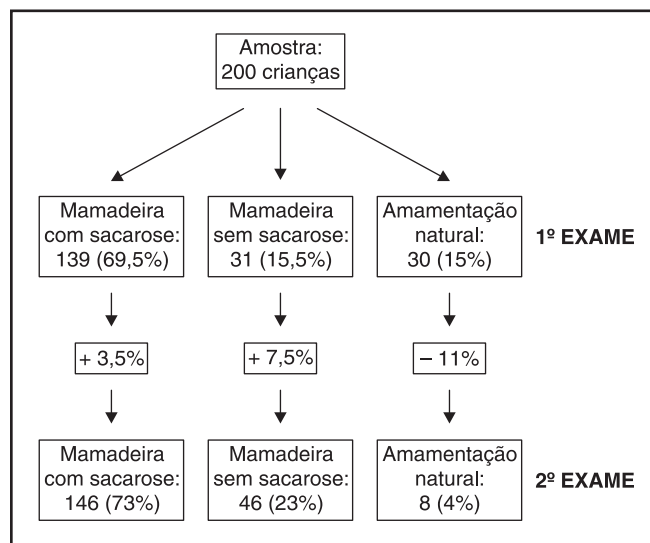 Amostra:
200 crianças
Mamadeira
com sacarose:
139 (69,5%)
Mamadeira
sem sacarose:
31 (15,5%)
Amamentação
natural:
30 (15%)
1º EXAME
+ 3,5%
+ 7,5%
– 11%
Mamadeira
com sacarose:
146 (73%)
Mamadeira
sem sacarose:
46 (23%)
Amamentação
natural:
8 (4%)
2º EXAME